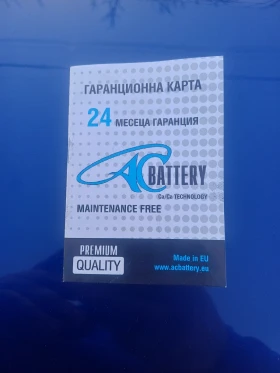 ГАРАНЦИОННА КАРТА
24 МЕСЕЦА ГАРАНЦИЯ
AC BATTERY
Ca/Ca TECHNOLOGY
MAINTENANCE FREE
PREMIUM
QUALITY
Made in EU
www.acbattery.eu